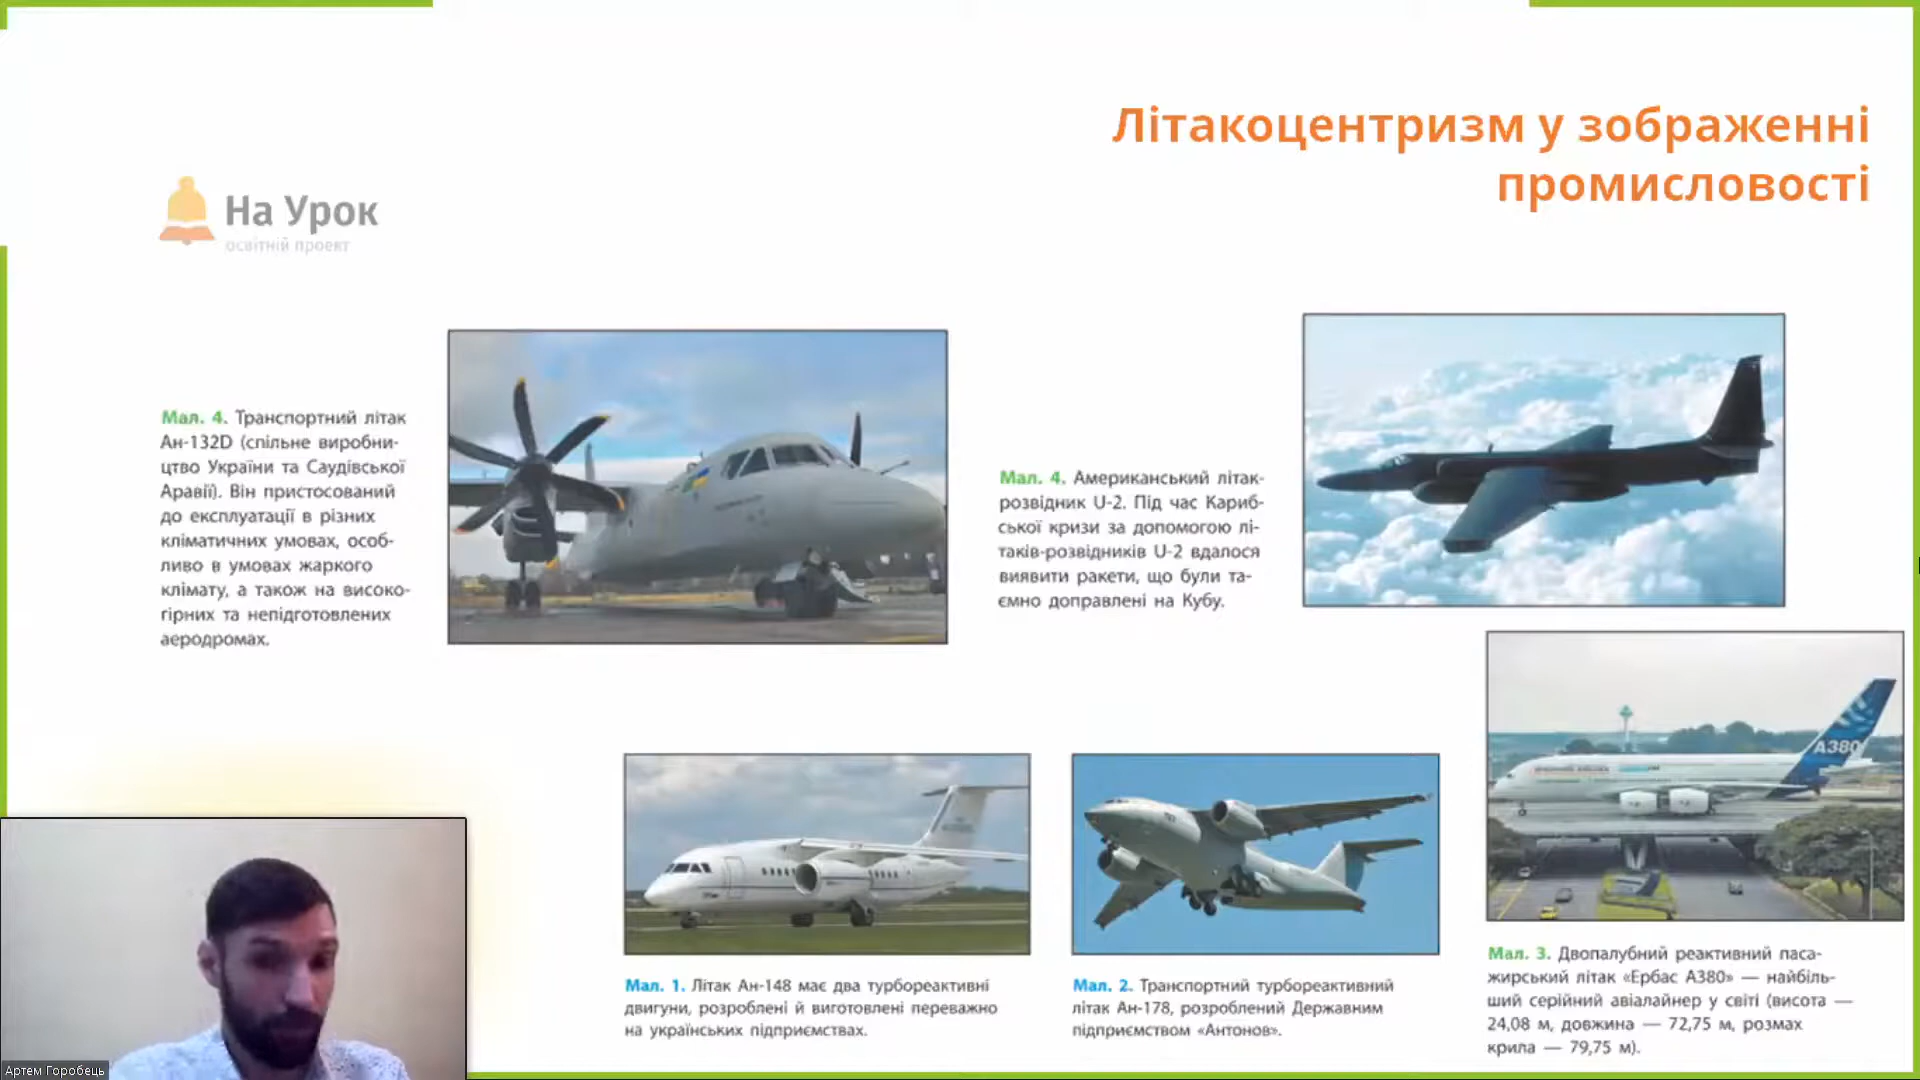 Літакоцентризм у зображенні
промисловості
На Урок
освітній проект
Мал. 4. Транспортний літак
Ан-132D (спільне виробни-
цтво України та Саудівської
Аравії). Він пристосований
до експлуатації в різних
кліматичних умовах, особ-
ливо в умовах жаркого
клімату, а також на високо-
гірних та непідготовлених
аеродромах.
Мал. 4. Американський літак-
розвідник U-2. Під час Кариб-
ської кризи за допомогою лі-
таків-розвідників U-2 вдалося
виявити ракети, що були та-
ємно доправлені на Кубу.
A380
Мал. 1. Літак Ан-148 має два турбореактивні
двигуни, розроблені й виготовлені переважно
на українських підприємствах.
Мал. 2. Транспортний турбореактивний
літак Ан-178, розроблений Державним
підприємством «Антонов».
Мал. 3. Двопалубний реактивний паса-
жирський літак «Ербас А380» — найбіль-
ший серійний авіалайнер у світі (висота —
24,08 м, довжина — 72,75 м, розмах
крила — 79,75 м).
Артем Горобець